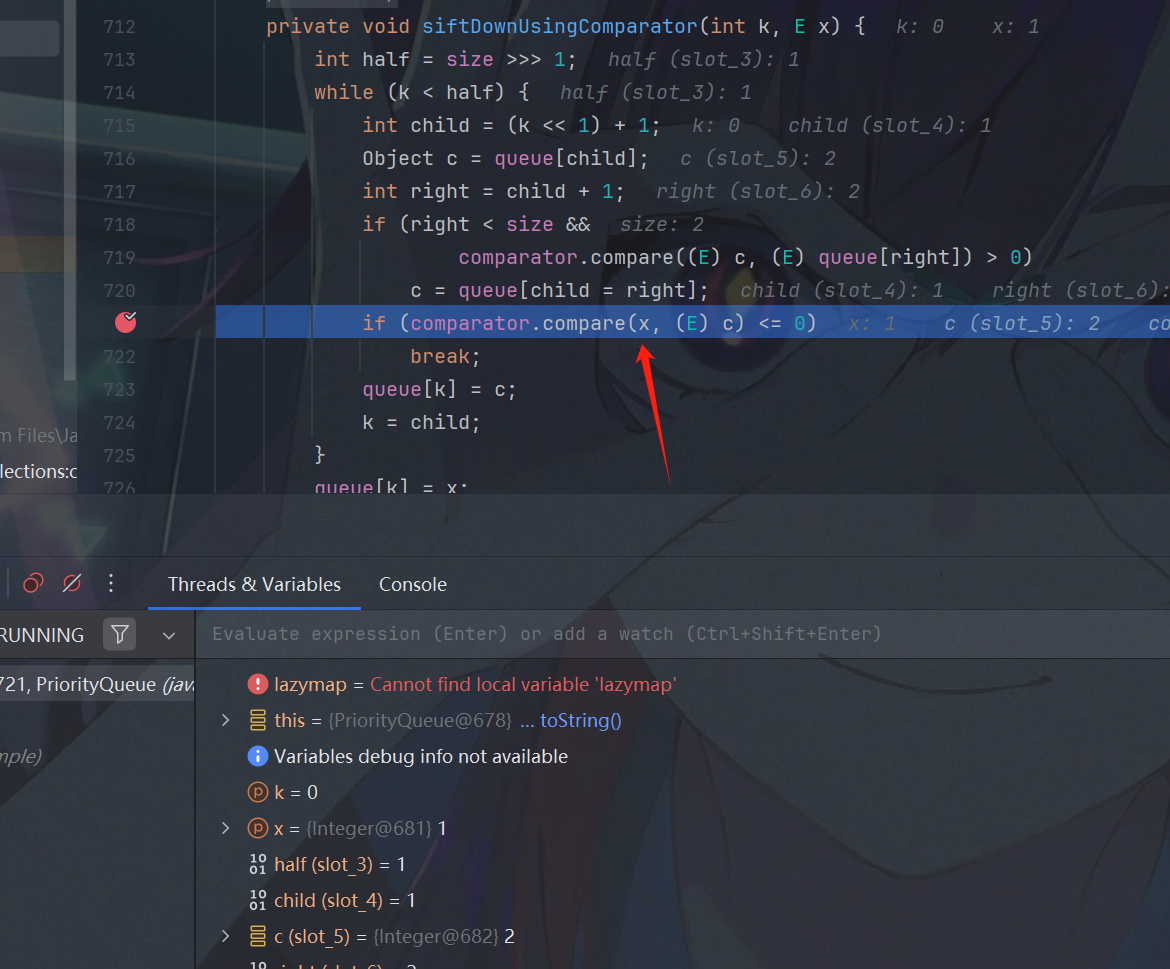 712 private void siftDownUsingComparator(int k, E x) { k: 0 x: 1
713 int half = size >>> 1; half (slot_3): 1
714 while (k < half) { half (slot_3): 1
715 int child = (k << 1) + 1; k: 0 child (slot_4): 1
716 Object c = queue[child]; c (slot_5): 2
717 int right = child + 1; right (slot_6): 2
718 if (right < size && size: 2
719 comparator.compare((E) c, (E) queue[right]) > 0)
720 c = queue[child = right]; child (slot_4): 1 right (slot_6):
if (comparator.compare(x, (E) c) <= 0) x: 1 c (slot_5): 2 co
722 break;
723 queue[k] = c;
724 k = child;
725 }
726 queue[k] = x;
m Files\Ja
llections:c
Threads & Variables Console
RUNNING
Evaluate expression (Enter) or add a watch (Ctrl+Shift+Enter)
721, PriorityQueue (jav
mple)
lazymap = Cannot find local variable 'lazymap'
this = {PriorityQueue@678} ... toString()
Variables debug info not available
k = 0
x = {Integer@681} 1
half (slot_3) = 1
child (slot_4) = 1
c (slot_5) = {Integer@682} 2